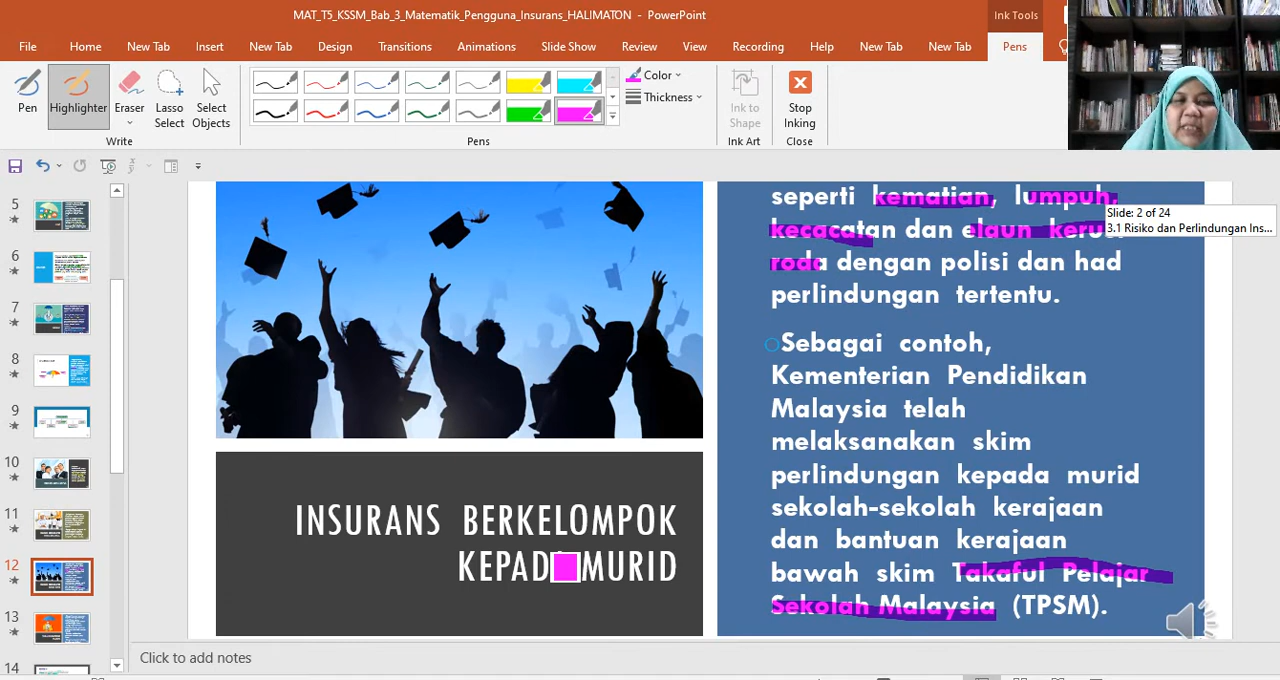 MAT_T5_KSSM_Bab_3_Matematik_Pengguna_Insurans_HALIMATON - PowerPoint
Ink Tools
File Home New Tab Insert New Tab Design Transitions Animations Slide Show Review View Recording Help New Tab New Tab Pens
Pen
Highlighter
Eraser
Lasso
Select
Select
Objects
Write
Pens
Color
Thickness
Ink to
Shape
Ink Art
Stop
Inking
Close
5
6
7
8
9
10
11
12
13
14
seperti kematian, lumpuh,
kecacatan dan elaun
roda dengan polisi dan had
perlindungan tertentu.
Sebagai contoh,
Kementerian Pendidikan
Malaysia telah
melaksanakan skim
perlindungan kepada murid
sekolah-sekolah kerajaan
dan bantuan kerajaan
bawah skim Takaful Pelajar
Sekolah Malaysia (TPSM).
Slide: 2 of 24
3.1 Risiko dan Perlindungan Ins...
INSURANS BERKELOMPOK
MURID
Click to add notes